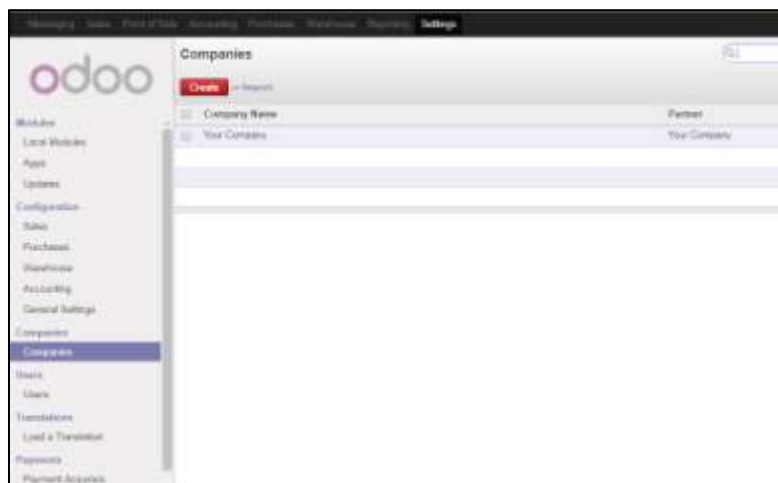 Messaging Sales Point of Sale Accounting Purchases Warehouse Reporting Settings
odoo
Companies
Create or Import
Company Name Partner
Your Company Your Company
Modules
Local Modules
Apps
Updates
Configuration
Sales
Purchases
Warehouse
Accounting
General Settings
Companies
Companies
Users
Users
Translations
Load a Translation
Payments
Payment Acquirers